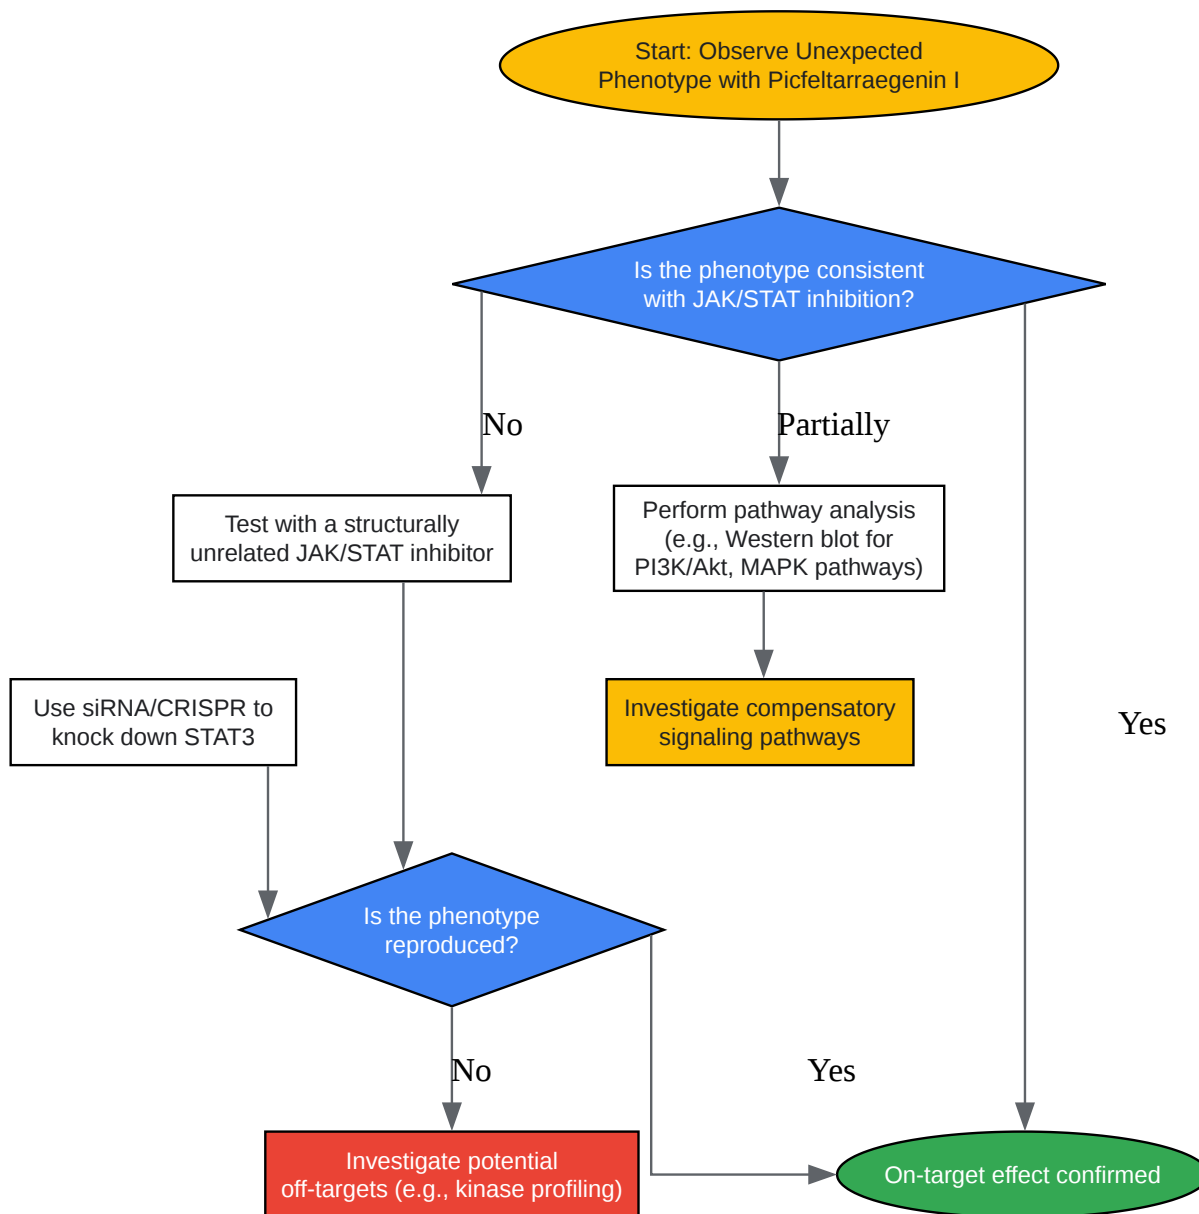 Start: Observe Unexpected
Phenotype with Picfeltarraegenin I
Is the phenotype consistent
with JAK/STAT inhibition?
No
Partially
Test with a structurally
unrelated JAK/STAT inhibitor
Perform pathway analysis
(e.g., Western blot for
PI3K/Akt, MAPK pathways)
Use siRNA/CRISPR to
knock down STAT3
Investigate compensatory
signaling pathways
Yes
Is the phenotype
reproduced?
No
Yes
Investigate potential
off-targets (e.g., kinase profiling)
On-target effect confirmed